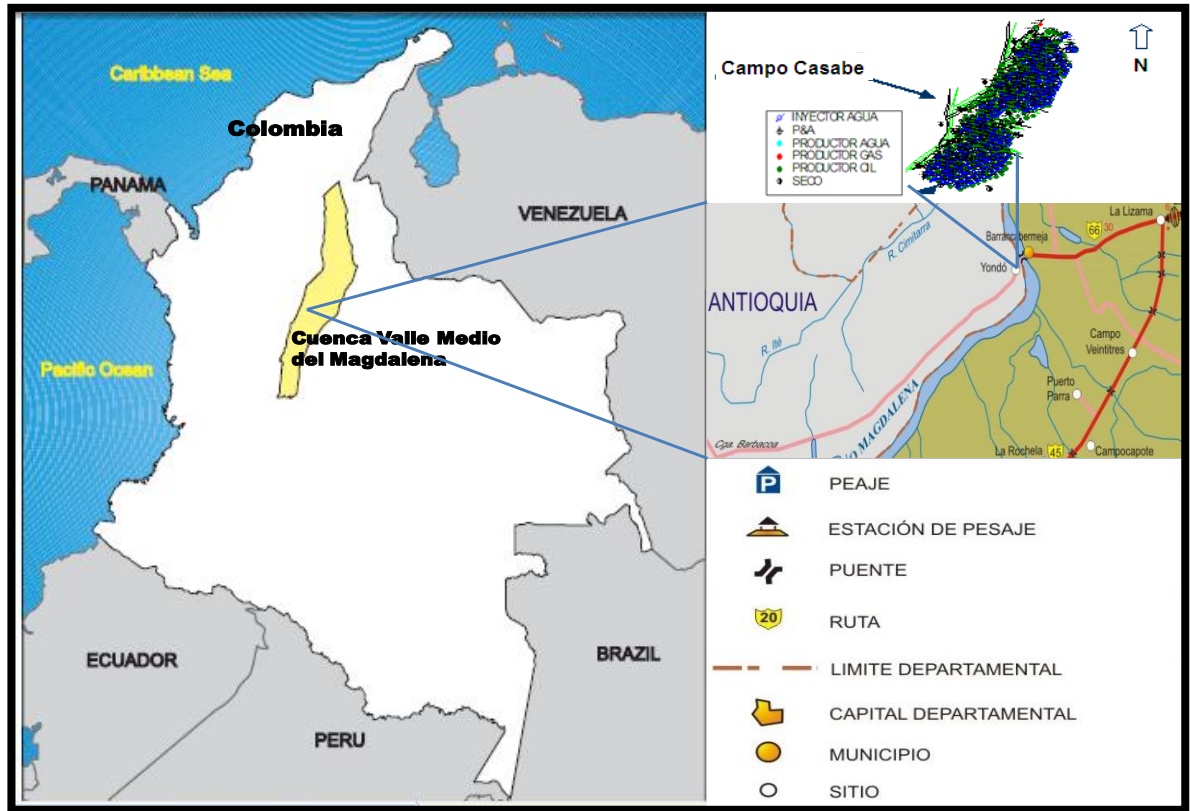 Caribbean Sea
Colombia
PANAMA
VENEZUELA
Cuenca Valle Medio
del Magdalena
Pacific Ocean
ECUADOR
BRAZIL
PERU
Campo Casabe
N
INYECTOR AGUA
P&A
PRODUCTOR AGUA
PRODUCTOR GAS
PRODUCTOR OIL
SECO
La Lizama
66
30
Barrancabermeja
R. Cimitarra
Yondó
ANTIOQUIA
Campo
Veintitres
R. Ité
Puerto
Parra
RÍO MAGDALENA
Cga. Barbacoa
La Rochela
45
Campocapote
P
PEAJE
ESTACIÓN DE PESAJE
PUENTE
20
RUTA
LIMITE DEPARTAMENTAL
CAPITAL DEPARTAMENTAL
MUNICIPIO
SITIO